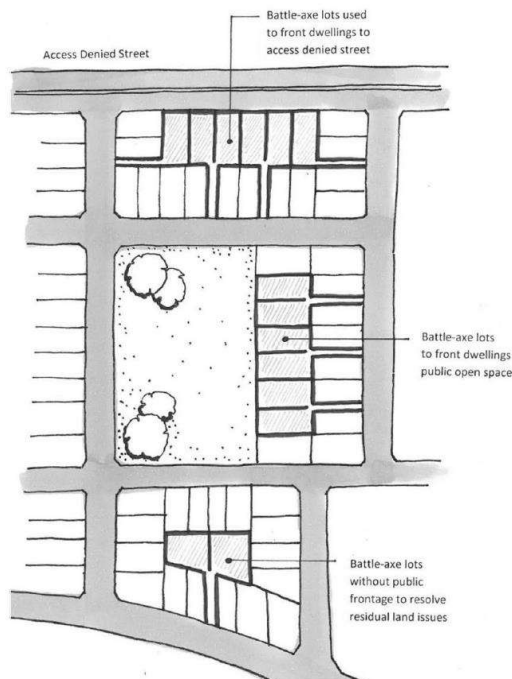 Battle-axe lots used
to front dwellings to
access denied street
Access Denied Street
Battle-axe lots
to front dwellings
public open space
Battle-axe lots
without public
frontage to resolve
residual land issues